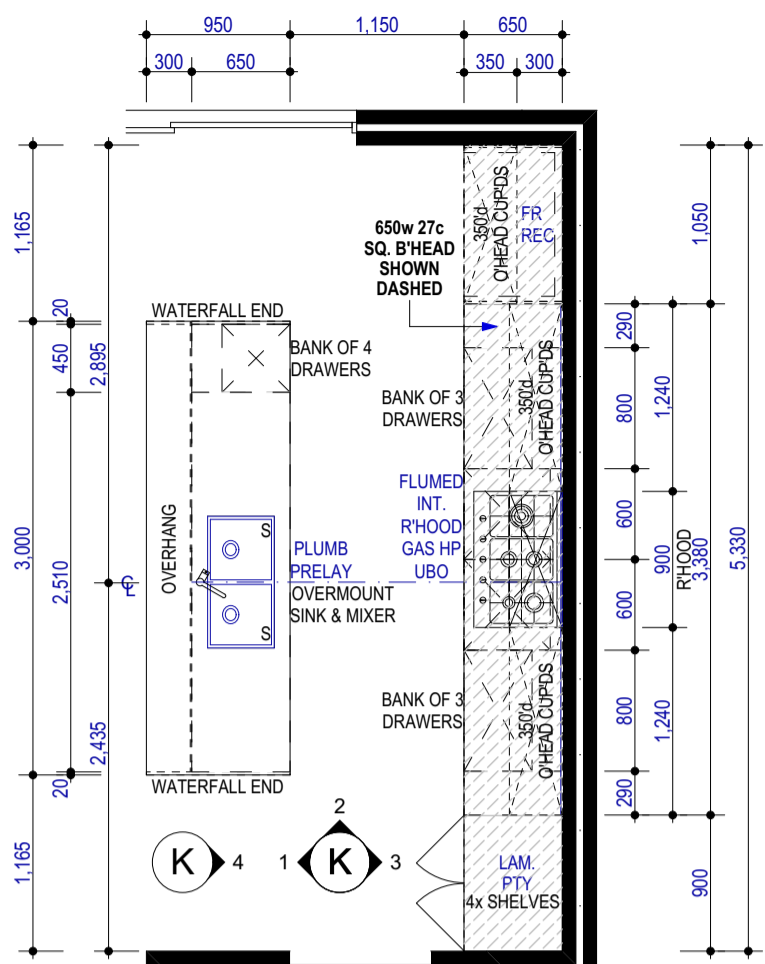 950
1,150
650
300
650
350
300
1,165
20
450
2,895
3,000
2,510
2,435
20
1,165
650w 27c
SQ. B'HEAD
SHOWN
DASHED
350'd
O'HEAD CUP'DS
FR
REC
WATERFALL END
BANK OF 4
DRAWERS
BANK OF 3
DRAWERS
350'd
O'HEAD CUP'DS
OVERHANG
S
S
PLUMB
PRELAY
OVERMOUNT
SINK & MIXER
FLUMED
INT.
R'HOOD
GAS HP
UBO
CL
BANK OF 3
DRAWERS
350'd
O'HEAD CUP'DS
WATERFALL END
K
4
1
2
K
3
LAM.
PTY
4x SHELVES
1,050
290
800
1,240
600
900
R'HOOD
3,380
5,330
600
800
1,240
290
900